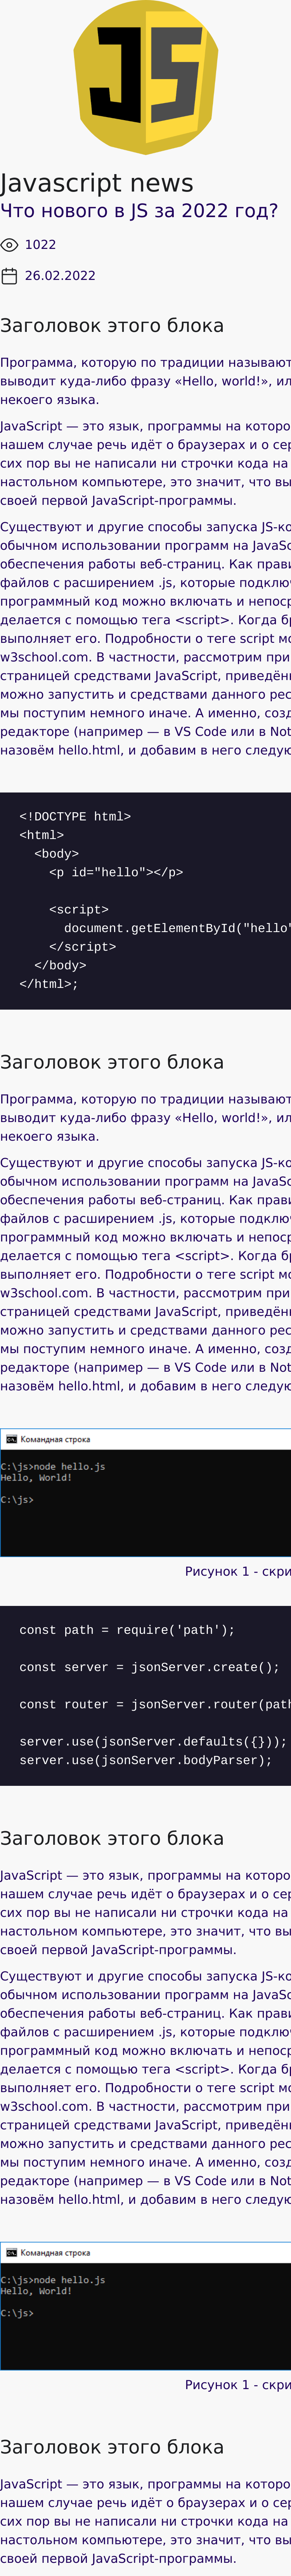 JS
Javascript news
Что нового в JS за 2022 год?
1022
26.02.2022
Заголовок этого блока
Программа, которую по традиции называют
выводит куда-либо фразу «Hello, world!», ил
некоего языка.
JavaScript — это язык, программы на которо
нашем случае речь идёт о браузерах и о сер
сих пор вы не написали ни строчки кода на
настольном компьютере, это значит, что вы
своей первой JavaScript-программы.
Существуют и другие способы запуска JS-ко
обычном использовании программ на JavaSc
обеспечения работы веб-страниц. Как прави
файлов с расширением .js, которые подклю
программный код можно включать и непоср
делается с помощью тега <script>. Когда бр
выполняет его. Подробности о теге script мо
w3school.com. В частности, рассмотрим при
страницей средствами JavaScript, приведённ
можно запустить и средствами данного рес
мы поступим немного иначе. А именно, созд
редакторе (например — в VS Code или в Not
назовём hello.html, и добавим в него следую
<!DOCTYPE html>
<html>
<body>
<p id="hello"></p>
<script>
document.getElementById("hello"
</script>
</body>
</html>;
Заголовок этого блока
Программа, которую по традиции называют
выводит куда-либо фразу «Hello, world!», ил
некоего языка.
Существуют и другие способы запуска JS-ко
обычном использовании программ на JavaSc
обеспечения работы веб-страниц. Как прави
файлов с расширением .js, которые подклю
программный код можно включать и непоср
делается с помощью тега <script>. Когда бр
выполняет его. Подробности о теге script мо
w3school.com. В частности, рассмотрим при
страницей средствами JavaScript, приведённ
можно запустить и средствами данного рес
мы поступим немного иначе. А именно, созд
редакторе (например — в VS Code или в Not
назовём hello.html, и добавим в него следую
Командная строка
C:\js>node hello.js
Hello, World!
C:\js>
Рисунок 1 - скри
const path = require('path');
const server = jsonServer.create();
const router = jsonServer.router(path
server.use(jsonServer.defaults({}));
server.use(jsonServer.bodyParser);
Заголовок этого блока
JavaScript — это язык, программы на которо
нашем случае речь идёт о браузерах и о сер
сих пор вы не написали ни строчки кода на
настольном компьютере, это значит, что вы
своей первой JavaScript-программы.
Существуют и другие способы запуска JS-ко
обычном использовании программ на JavaSc
обеспечения работы веб-страниц. Как прави
файлов с расширением .js, которые подклю
программный код можно включать и непоср
делается с помощью тега <script>. Когда бр
выполняет его. Подробности о теге script мо
w3school.com. В частности, рассмотрим при
страницей средствами JavaScript, приведённ
можно запустить и средствами данного рес
мы поступим немного иначе. А именно, созд
редакторе (например — в VS Code или в Not
назовём hello.html, и добавим в него следую
Командная строка
C:\js>node hello.js
Hello, World!
C:\js>
Рисунок 1 - скри
Заголовок этого блока
JavaScript — это язык, программы на которо
нашем случае речь идёт о браузерах и о сер
сих пор вы не написали ни строчки кода на
настольном компьютере, это значит, что вы
своей первой JavaScript-программы.